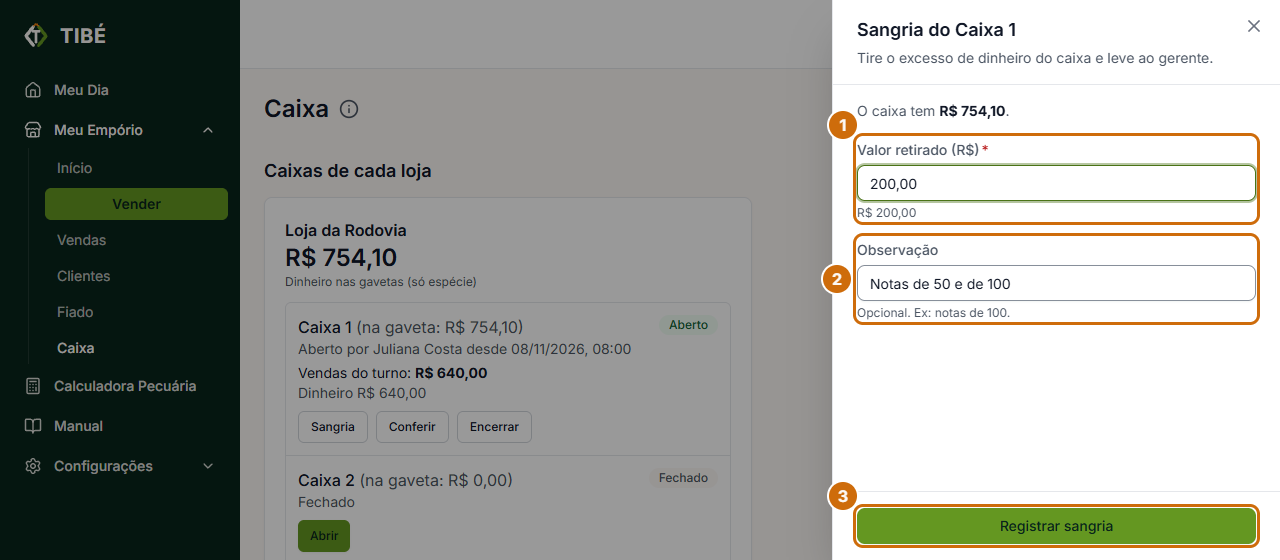 TIBÉ
Meu Dia
Meu Empório
Início
Vender
Vendas
Clientes
Fiado
Caixa
Calculadora Pecuária
Manual
Configurações
Caixa
Caixas de cada loja
Loja da Rodovia
R$ 754,10
Dinheiro nas gavetas (só espécie)
Caixa 1 (na gaveta: R$ 754,10)
Aberto
Aberto por Juliana Costa desde 08/11/2026, 08:00
Vendas do turno: R$ 640,00
Dinheiro R$ 640,00
Sangria Conferir Encerrar
Caixa 2 (na gaveta: R$ 0,00)
Fechado
Fechado
Abrir
Sangria do Caixa 1
Tire o excesso de dinheiro do caixa e leve ao gerente.
O caixa tem R$ 754,10.
1
Valor retirado (R$) *
200,00
R$ 200,00
2
Observação
Notas de 50 e de 100
Opcional. Ex: notas de 100.
3
Registrar sangria